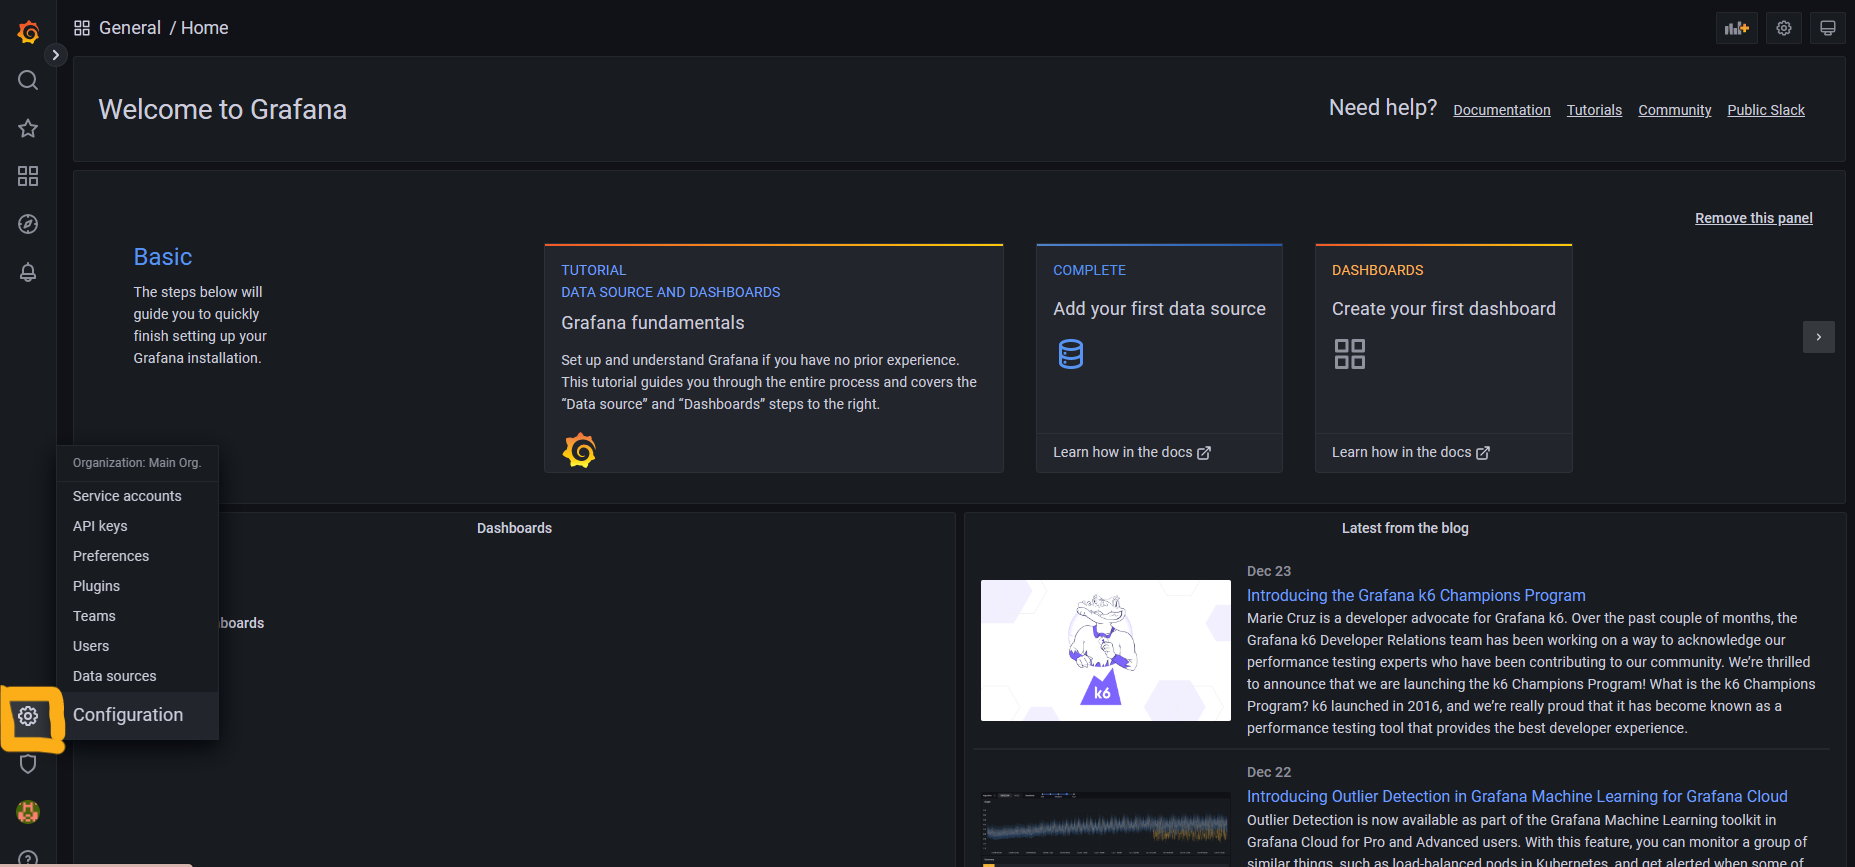 General / Home
Welcome to Grafana
Need help? Documentation Tutorials Community Public Slack
Remove this panel
Basic
The steps below will
guide you to quickly
finish setting up your
Grafana installation.
TUTORIAL
DATA SOURCE AND DASHBOARDS
Grafana fundamentals
Set up and understand Grafana if you have no prior experience.
This tutorial guides you through the entire process and covers the
“Data source” and “Dashboards” steps to the right.
COMPLETE
Add your first data source
Learn how in the docs
DASHBOARDS
Create your first dashboard
Learn how in the docs
Organization: Main Org.
Service accounts
API keys
Preferences
Plugins
Teams
Users
Data sources
Configuration
Dashboards
boards
Latest from the blog
Dec 23
Introducing the Grafana k6 Champions Program
Marie Cruz is a developer advocate for Grafana k6. Over the past couple of months, the
Grafana k6 Developer Relations team has been working on a way to acknowledge our
performance testing experts who have been contributing to our community. We’re thrilled
to announce that we are launching the k6 Champions Program! What is the k6 Champions
Program? k6 launched in 2016, and we’re really proud that it has become known as a
performance testing tool that provides the best developer experience.
k6
Dec 22
Introducing Outlier Detection in Grafana Machine Learning for Grafana Cloud
Outlier Detection is now available as part of the Grafana Machine Learning toolkit in
Grafana Cloud for Pro and Advanced users. With this feature, you can monitor a group of
similar things, such as load-balanced pods in Kubernetes, and get alerted when some of